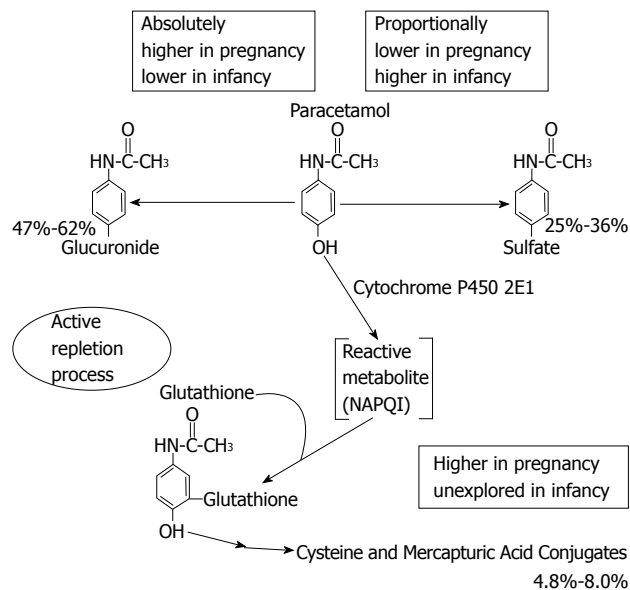 Absolutely
higher in pregnancy
lower in infancy
Proportionally
lower in pregnancy
higher in infancy
Paracetamol
O
HN-C-CH3
O
HN-C-CH3
O
HN-C-CH3
47%-62%
Glucuronide
OH
25%-36%
Sulfate
Cytochrome P450 2E1
Active
repletion
process
Reactive
metabolite
(NAPQI)
Glutathione
O
HN-C-CH3
Glutathione
OH
Higher in pregnancy
unexplored in infancy
Cysteine and Mercapturic Acid Conjugates
4.8%-8.0%